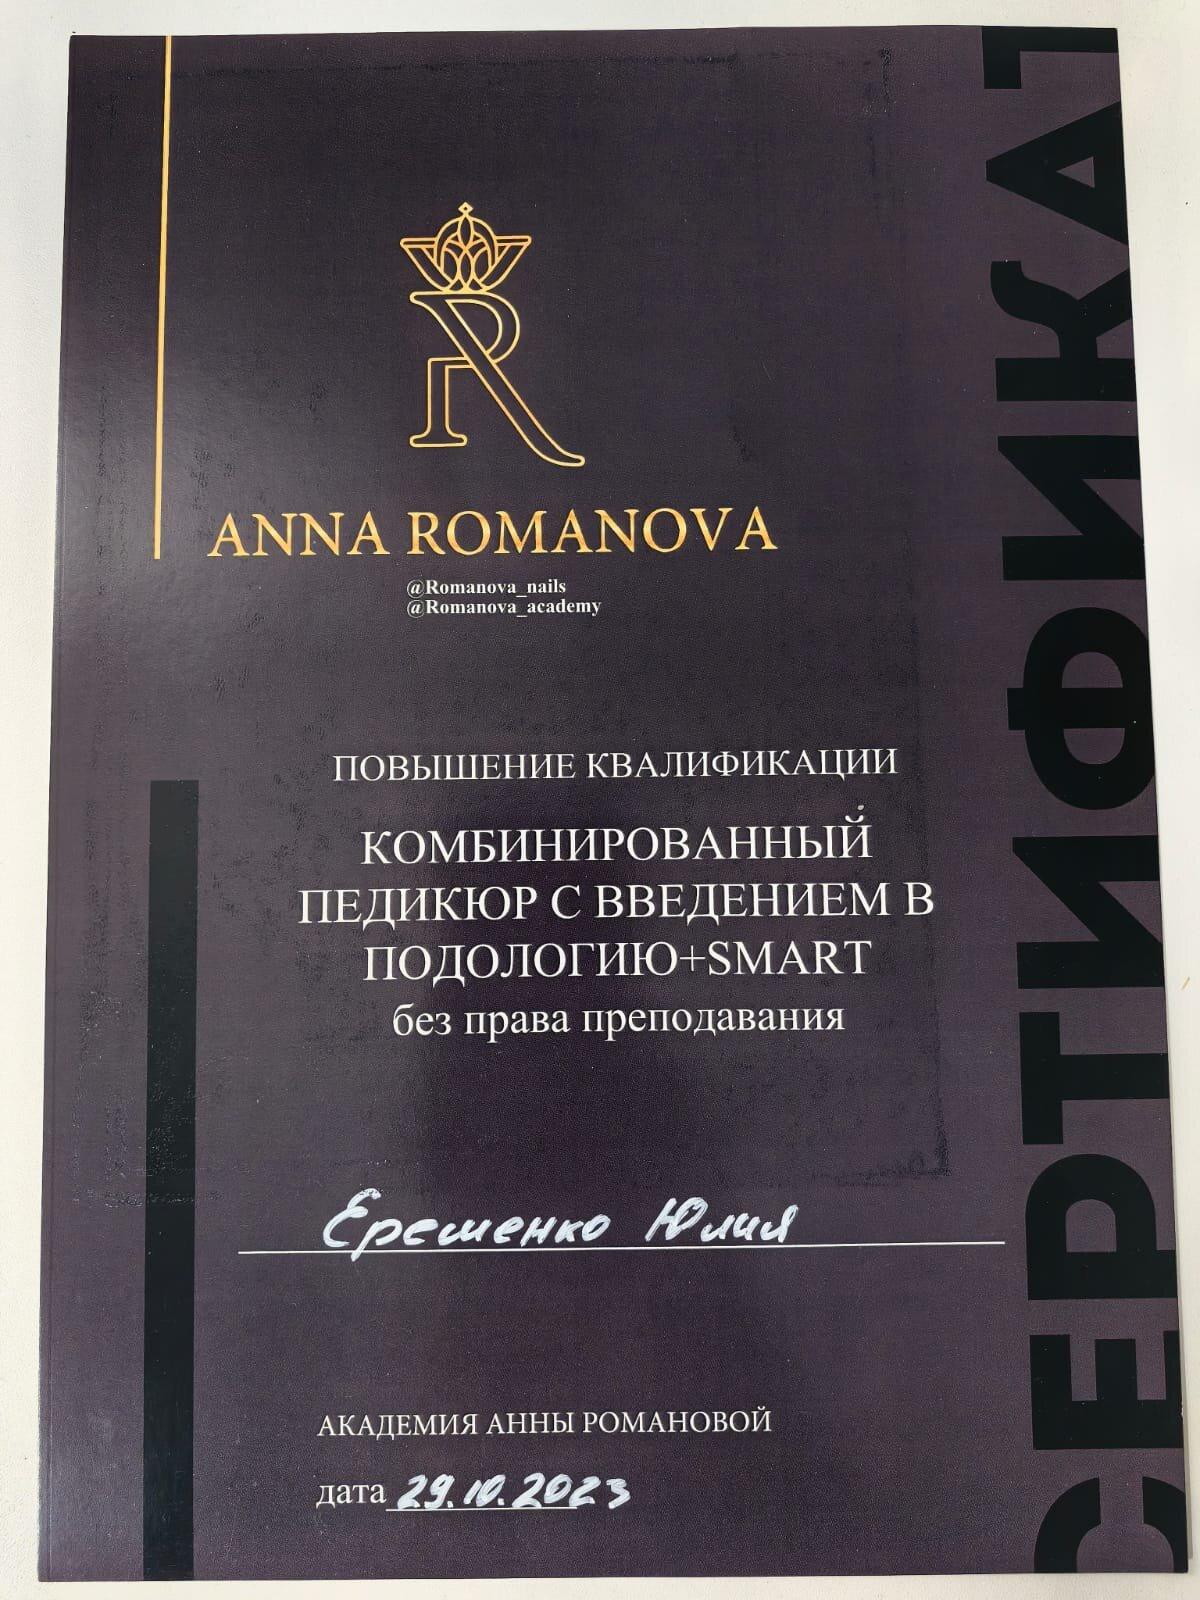 ANNA ROMANOVA
@Romanova_nails
@Romanova_academy
ПОВЫШЕНИЕ КВАЛИФИКАЦИИ
КОМБИНИРОВАННЫЙ
ПЕДИКЮР С ВВЕДЕНИЕМ В
ПОДОЛОГИЮ+SMART
без права преподавания
Ерешенко Юлия
АКАДЕМИЯ АННЫ РОМАНОВОЙ
дата 29.10.2023
СЕРТИФИКАТ